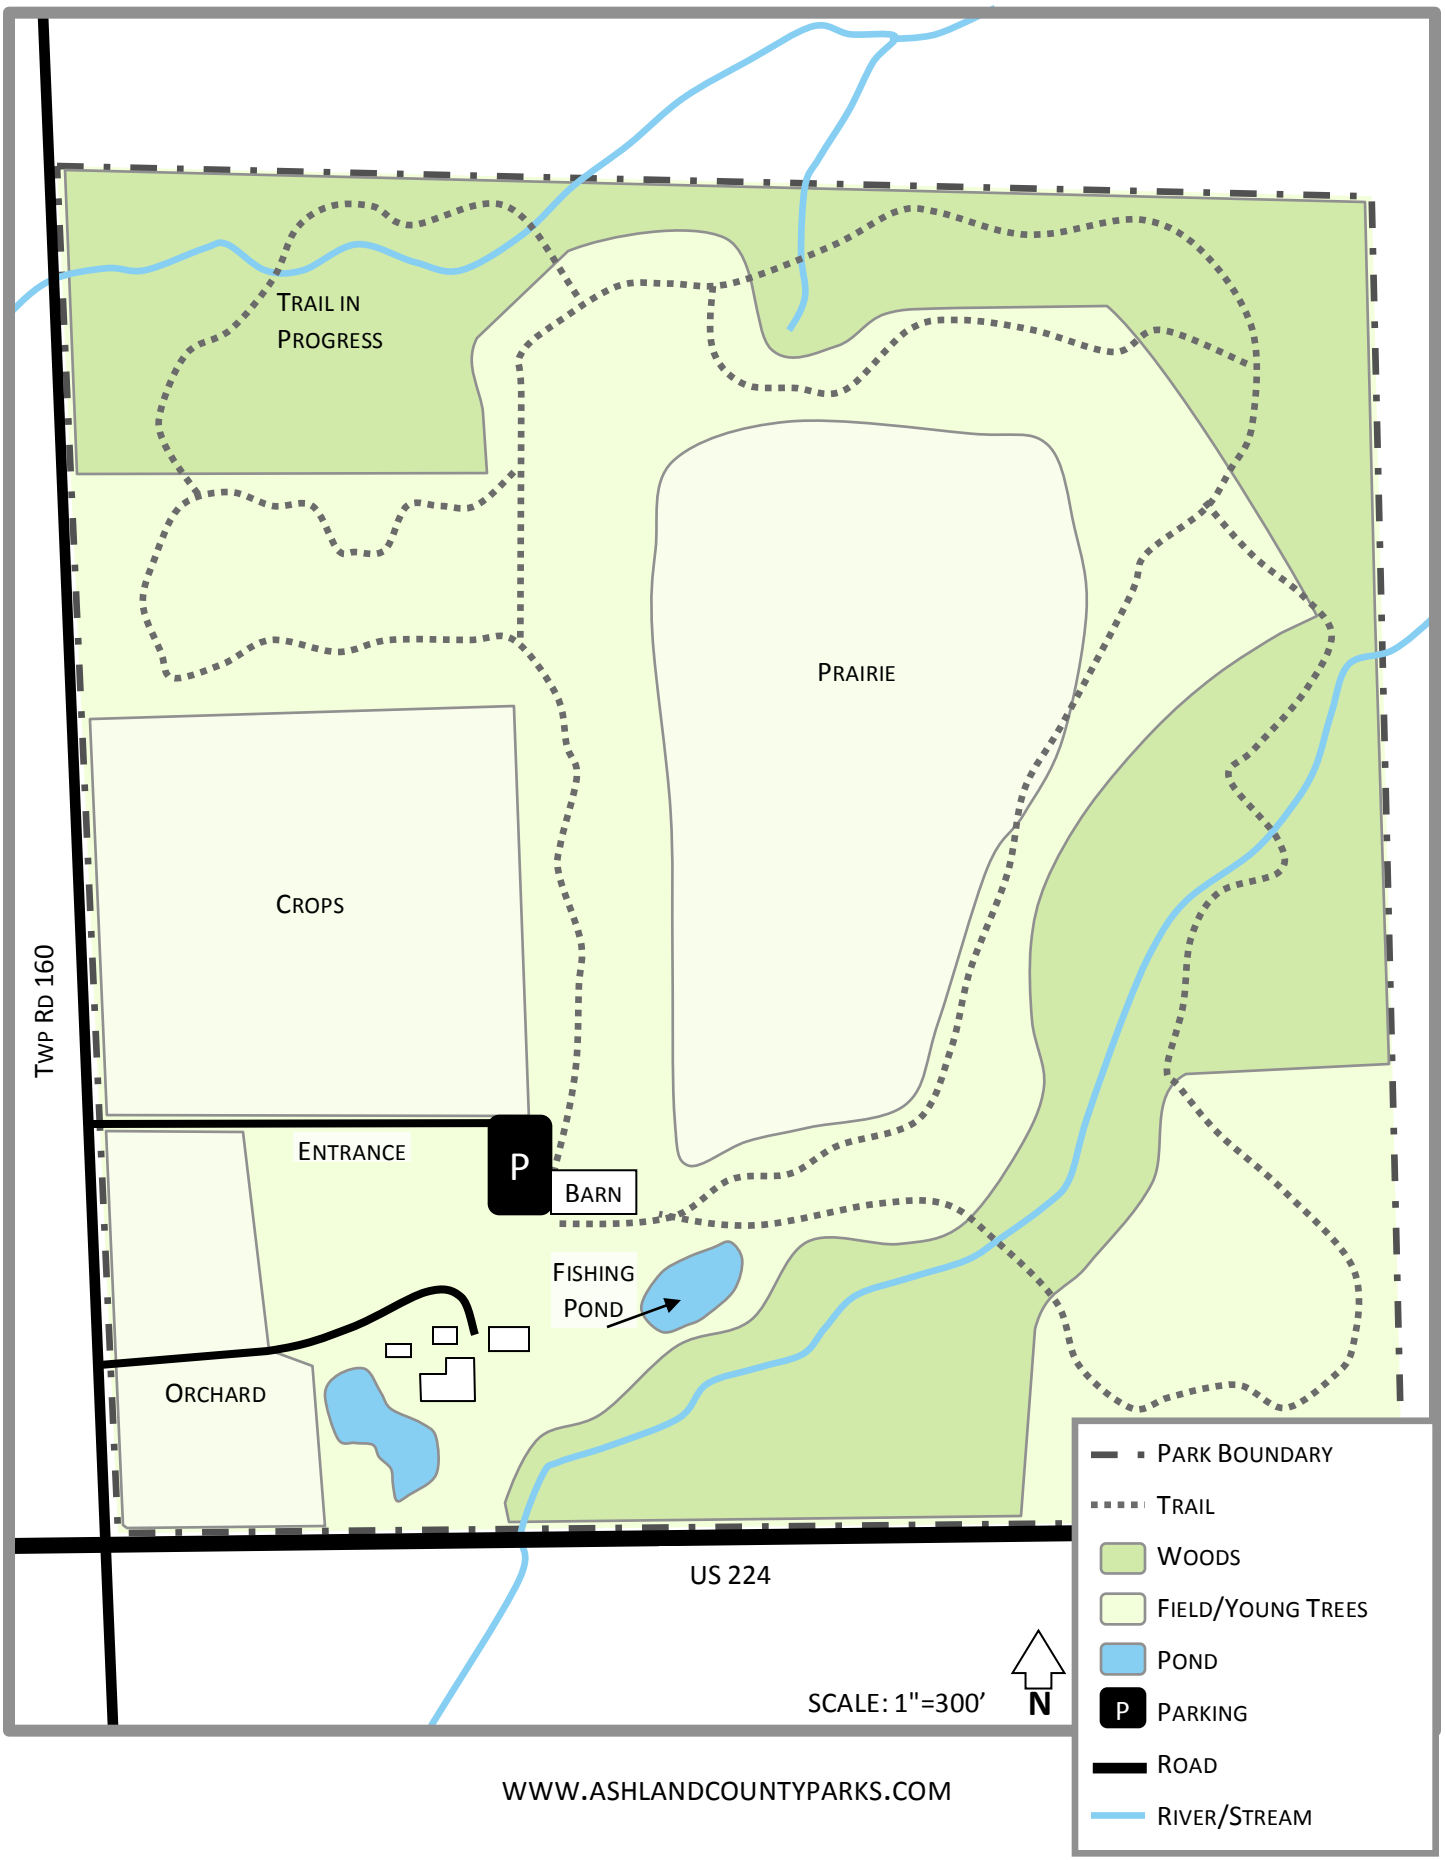 TRAIL IN
PROGRESS
PRAIRIE
CROPS
TWP RD 160
ENTRANCE
P
BARN
FISHING
POND
ORCHARD
US 224
SCALE: 1"=300’
N
PARK BOUNDARY
TRAIL
WOODS
FIELD/YOUNG TREES
POND
P PARKING
ROAD
RIVER/STREAM
WWW.ASHLANDCOUNTYPARKS.COM